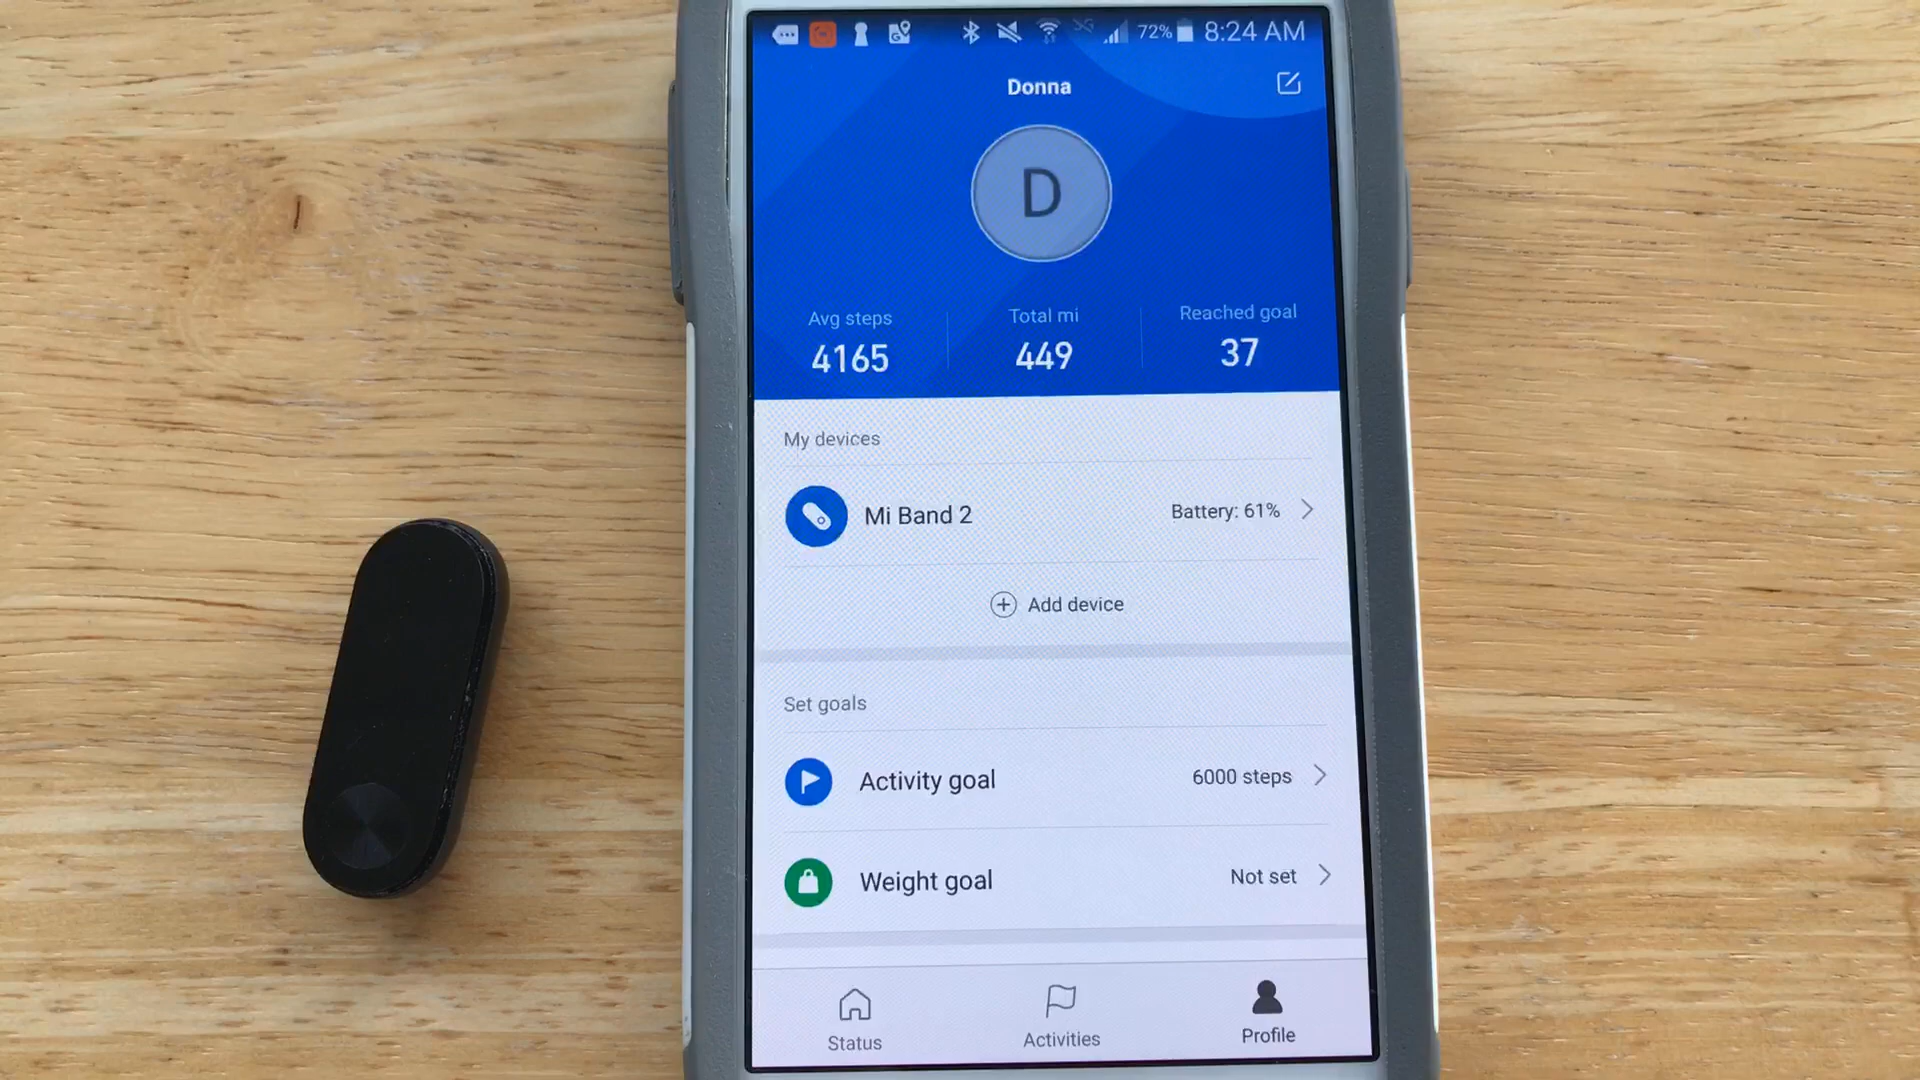 72% 8:24 AM
Donna
D
Avg steps Total mi Reached goal
4165 449 37
My devices
Mi Band 2 Battery: 61%
Add device
Set goals
Activity goal 6000 steps
Weight goal Not set
Status Activities Profile